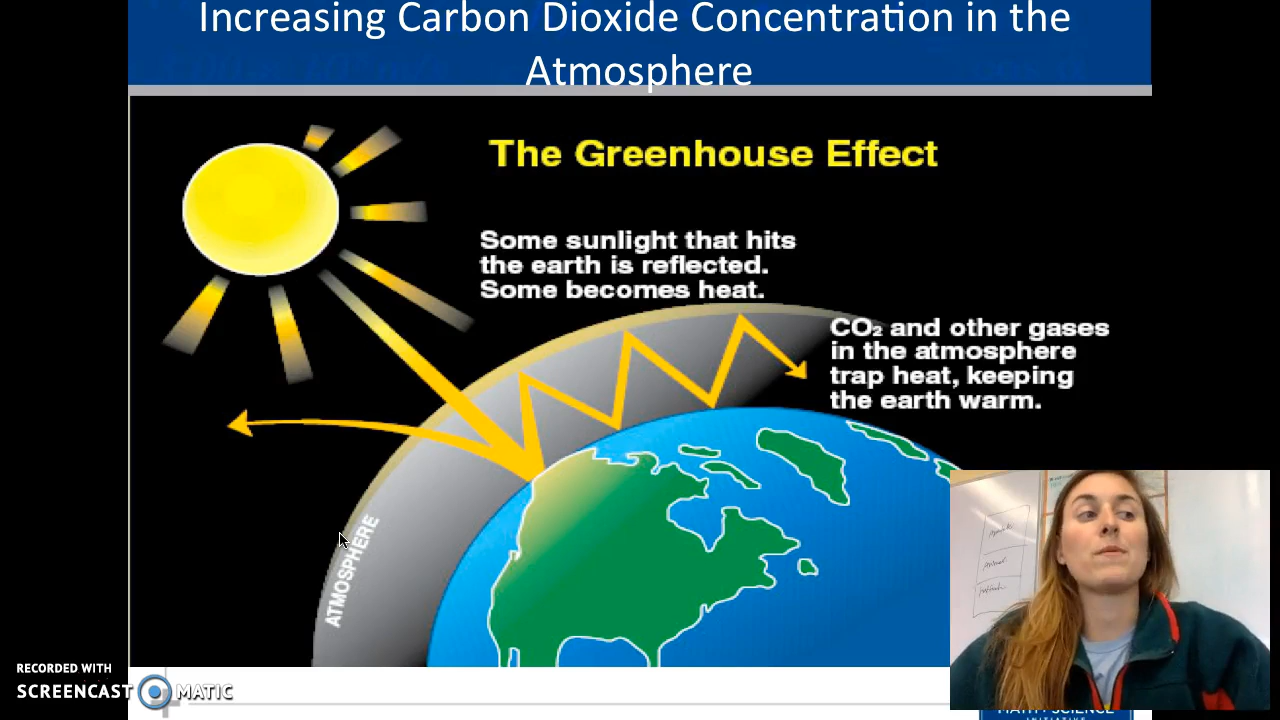 Increasing Carbon Dioxide Concentration in the
Atmosphere
The Greenhouse Effect
Some sunlight that hits
the earth is reflected.
Some becomes heat.
CO₂ and other gases
in the atmosphere
trap heat, keeping
the earth warm.
ATMOSPHERE
RECORDED WITH
SCREENCAST MATIC